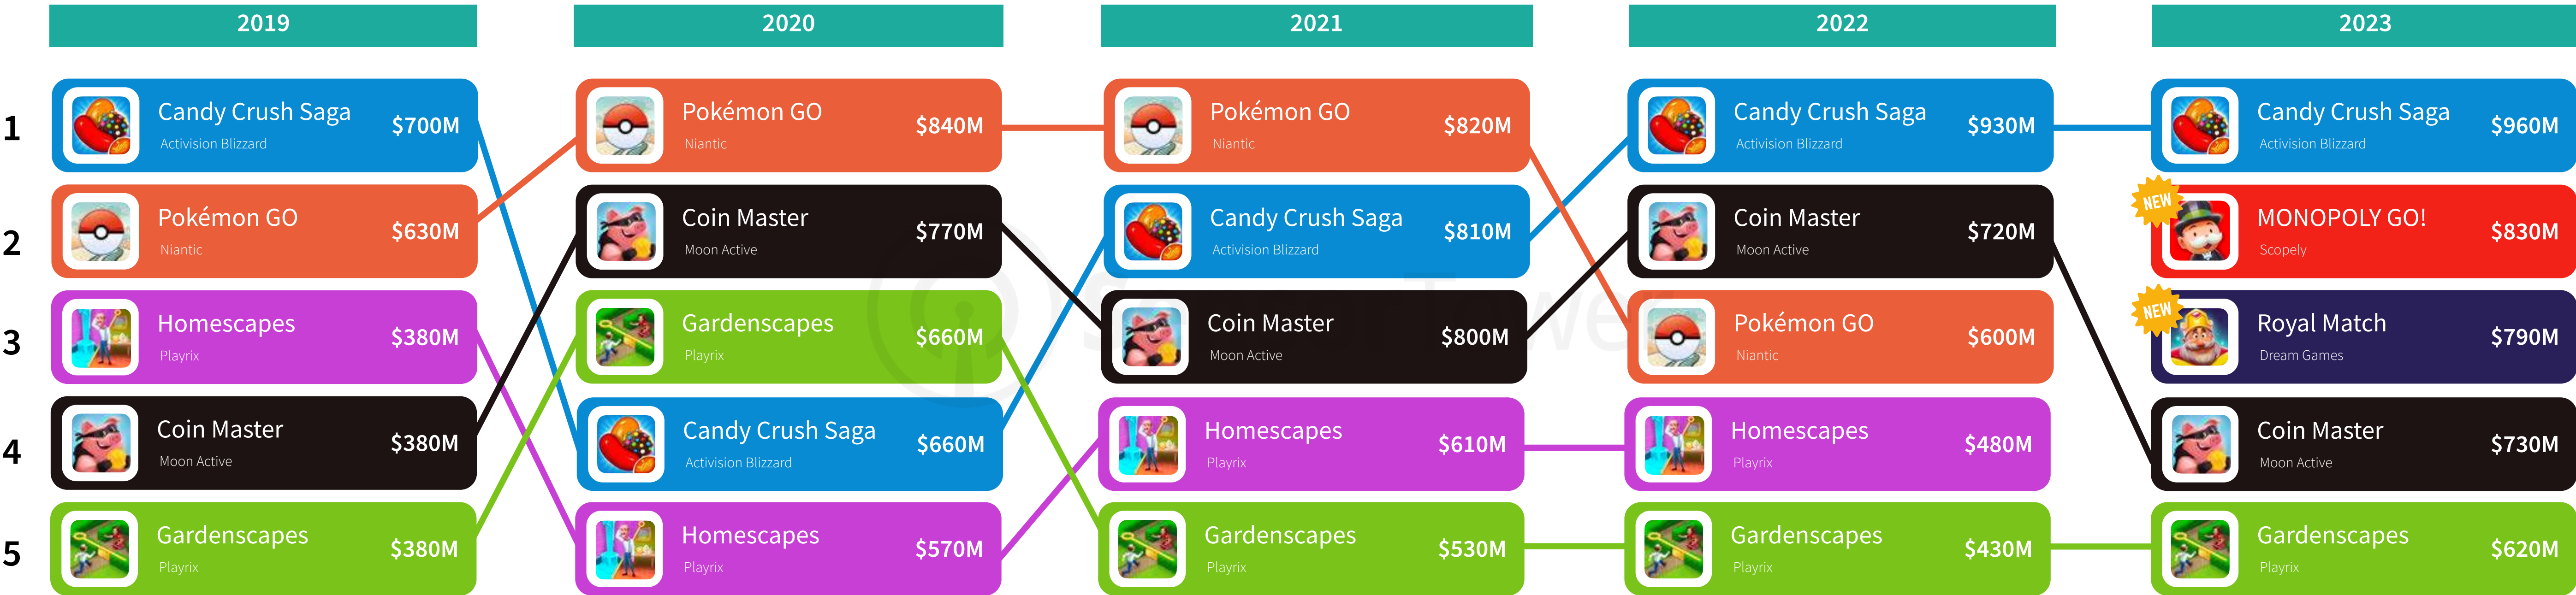 2019
2020
2021
2022
2023
1
Candy Crush Saga
Activision Blizzard
$700M
Pokémon GO
Niantic
$840M
Pokémon GO
Niantic
$820M
Candy Crush Saga
Activision Blizzard
$930M
Candy Crush Saga
Activision Blizzard
$960M
2
Pokémon GO
Niantic
$630M
Coin Master
Moon Active
$770M
Candy Crush Saga
Activision Blizzard
$810M
Coin Master
Moon Active
$720M
NEW
MONOPOLY GO!
Scopely
$830M
3
Homescapes
Playrix
$380M
Gardenscapes
Playrix
$660M
Coin Master
Moon Active
$800M
Pokémon GO
Niantic
$600M
NEW
Royal Match
Dream Games
$790M
4
Coin Master
Moon Active
$380M
Candy Crush Saga
Activision Blizzard
$660M
Homescapes
Playrix
$610M
Homescapes
Playrix
$480M
Coin Master
Moon Active
$730M
5
Gardenscapes
Playrix
$380M
Homescapes
Playrix
$570M
Gardenscapes
Playrix
$530M
Gardenscapes
Playrix
$430M
Gardenscapes
Playrix
$620M